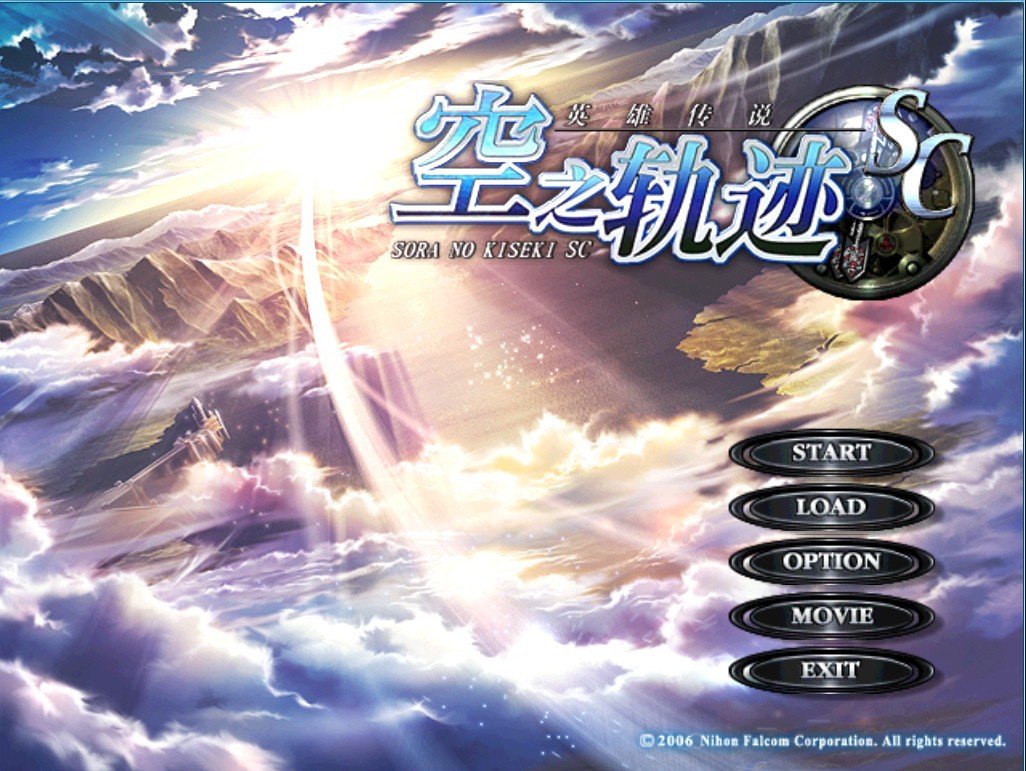 英雄传说
空之轨迹 SC
SORA NO KISEKI SC
START
LOAD
OPTION
MOVIE
EXIT
© 2006 Nihon Falcom Corporation. All rights reserved.